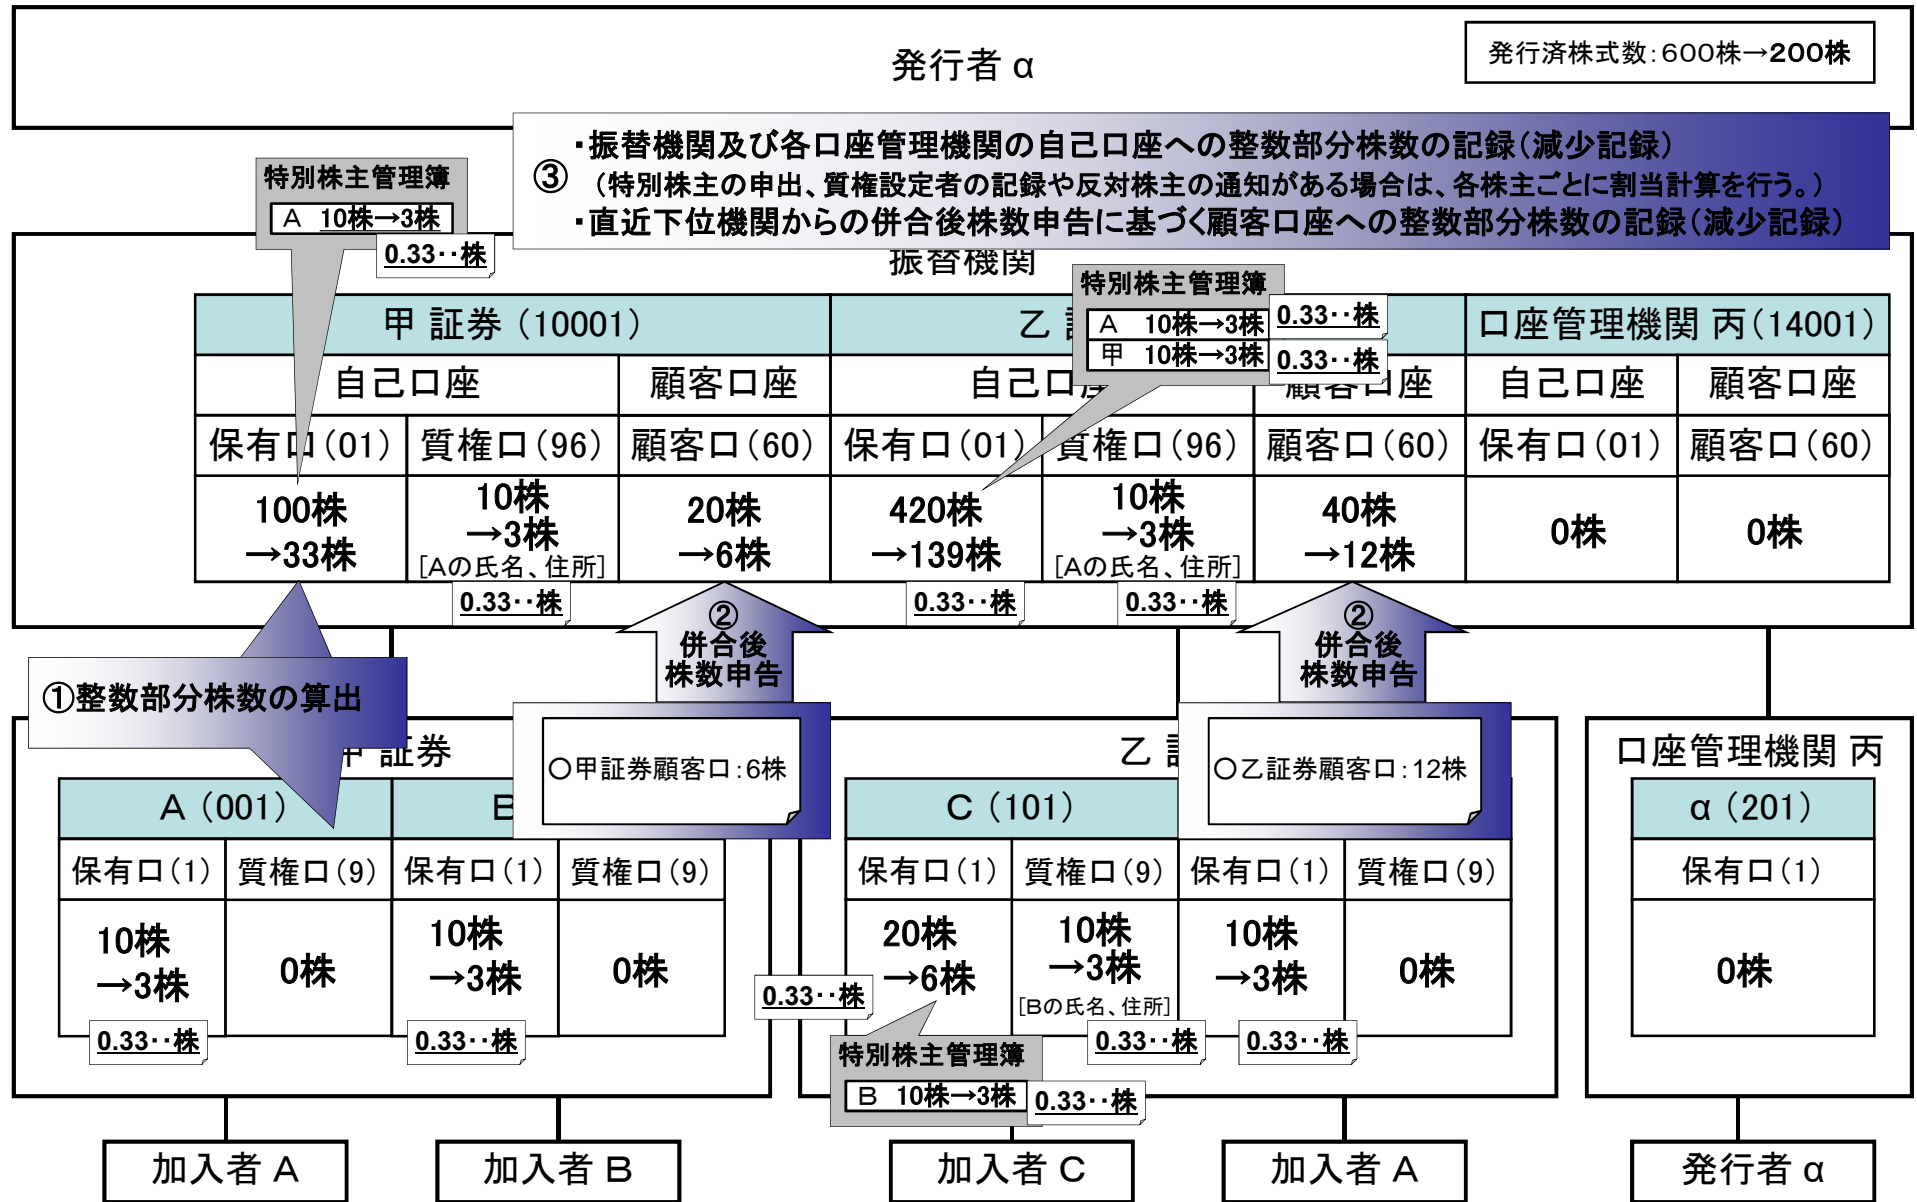 発行者 α
発行済株式数:600株→200株
③
・振替機関及び各口座管理機関の自己口座への整数部分株数の記録(減少記録)
(特別株主の申出、質権設定者の記録や反対株主の通知がある場合は、各株主ごとに割当計算を行う。)
・直近下位機関からの併合後株数申告に基づく顧客口座への整数部分株数の記録(減少記録)
特別株主管理簿
A 10株→3株
0.33‥株
振替機関
特別株主管理簿
A 10株→3株
0.33‥株
甲 10株→3株
0.33‥株
甲 証券 (10001)
乙
口座管理機関 丙(14001)
自己口座
顧客口座
自己口座
顧客口座
自己口座
顧客口座
保有口(01)
質権口(96)
顧客口(60)
保有口(01)
質権口(96)
顧客口(60)
保有口(01)
顧客口(60)
100株
→33株
10株
→3株
[Aの氏名、住所]
0.33‥株
20株
→6株
420株
→139株
0.33‥株
10株
→3株
[Aの氏名、住所]
0.33‥株
40株
→12株
0株
0株
②
併合後
株数申告
②
併合後
株数申告
①整数部分株数の算出
○甲証券顧客口:6株
○乙証券顧客口:12株
甲 証券
乙
口座管理機関 丙
A (001)
B
C (101)
α (201)
保有口(1)
質権口(9)
保有口(1)
質権口(9)
保有口(1)
質権口(9)
保有口(1)
質権口(9)
保有口(1)
10株
→3株
0.33‥株
0株
10株
→3株
0.33‥株
0株
20株
→6株
0.33‥株
10株
→3株
[Bの氏名、住所]
0.33‥株
10株
→3株
0.33‥株
0株
0株
特別株主管理簿
B 10株→3株
0.33‥株
加入者 A
加入者 B
加入者 C
加入者 A
発行者 α